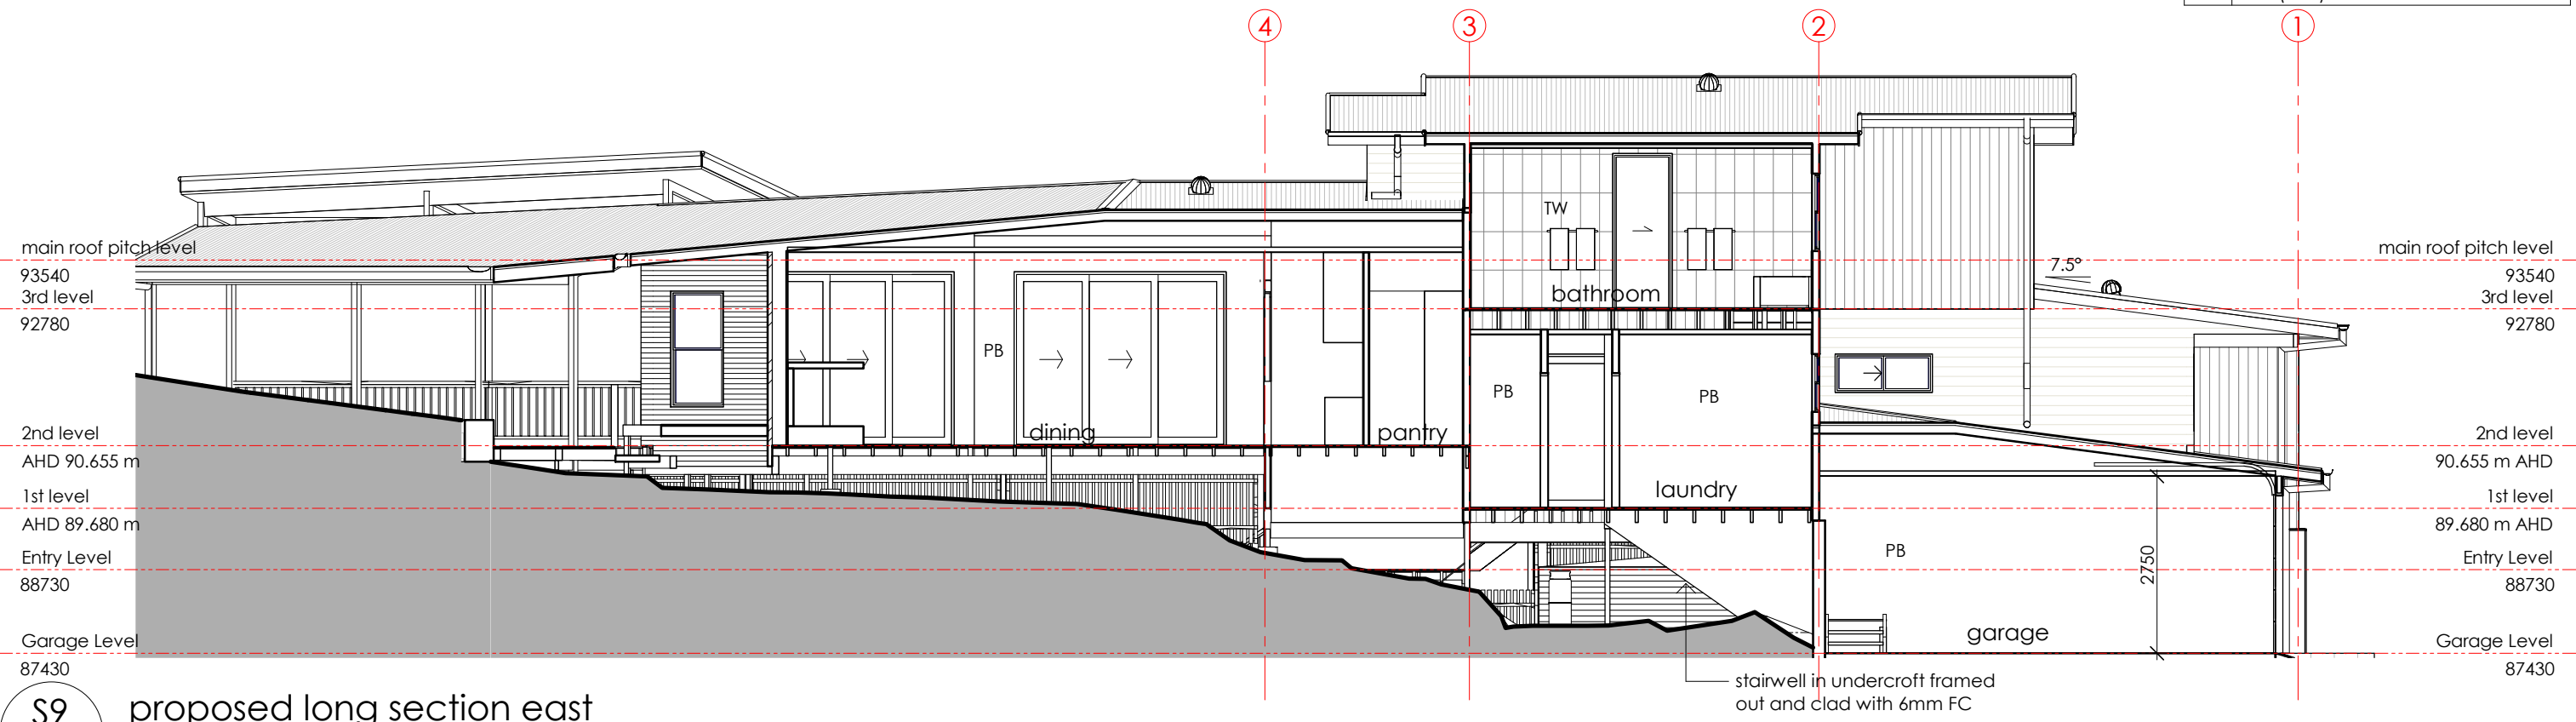 4
3
2
1
main roof pitch level
93540
3rd level
92780
2nd level
AHD 90.655 m
1st level
AHD 89.680 m
Entry Level
88730
Garage Level
87430
TW
bathroom
7.5°
PB
dining
pantry
PB
PB
laundry
PB
2750
garage
main roof pitch level
93540
3rd level
92780
2nd level
90.655 m AHD
1st level
89.680 m AHD
Entry Level
88730
Garage Level
87430
stairwell in undercroft framed
out and clad with 6mm FC
S9
proposed long section east